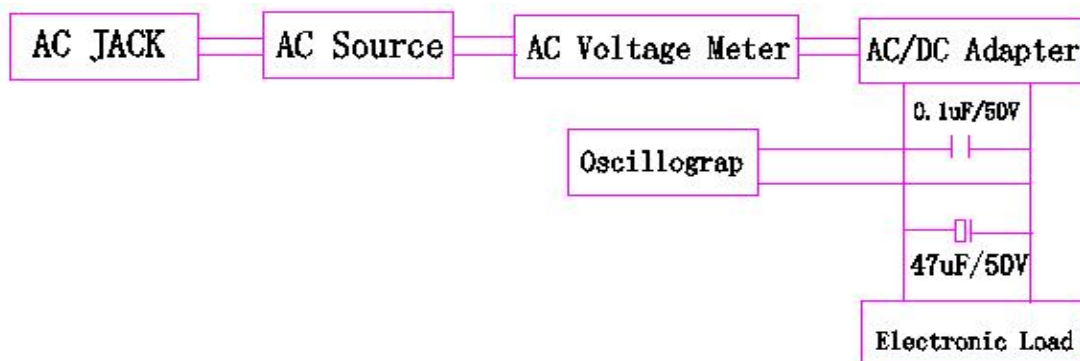 AC JACK
AC Source
AC Voltage Meter
AC/DC Adapter
0.1uF/50V
Oscillograp
47uF/50V
Electronic Load